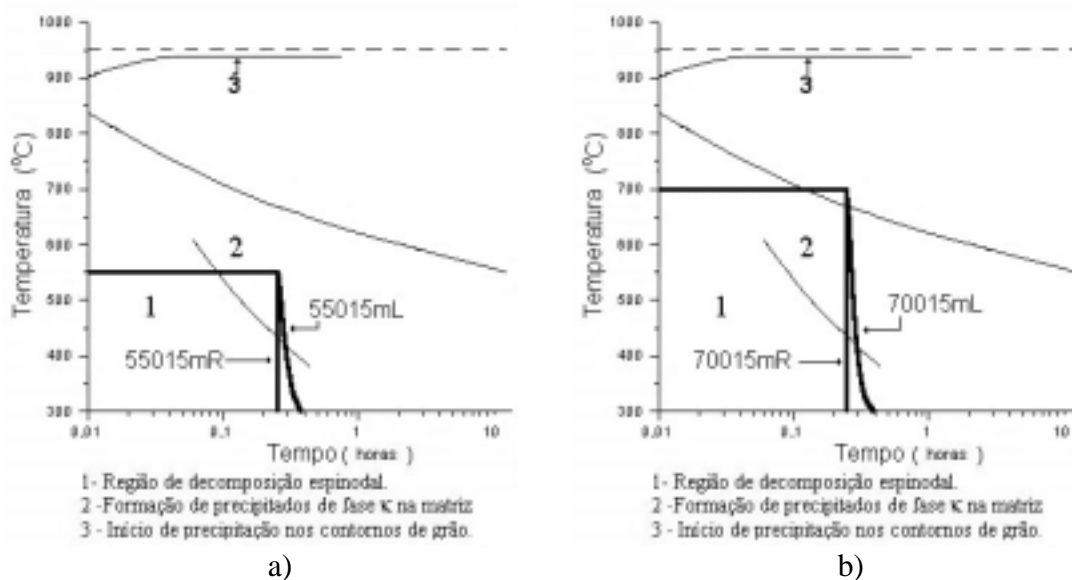 1000
900
800
700
600
500
400
300
Temperatura (ºC)
3
2
1
55015mL
55015mR
0.01
0.1
1
10
Tempo ( horas )
1- Região de decomposição espinodal.
2 -Formação de precipitados de fase κ na matriz
3 - Início de precipitação nos contornos de grão.
a)
1000
900
800
700
600
500
400
300
Temperatura (ºC)
3
2
1
70015mL
70015mR
0.01
0.1
1
10
Tempo ( horas )
1- Região de decomposição espinodal.
2 -Formação de precipitados de fase κ na matriz
3 - Início de precipitação nos contornos de grão.
b)